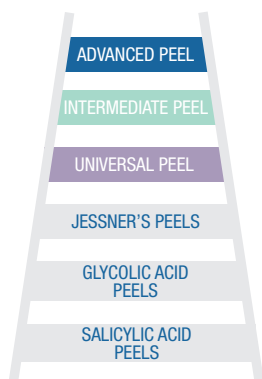 ADVANCED PEEL
INTERMEDIATE PEEL
UNIVERSAL PEEL
JESSNER'S PEELS
GLYCOLIC ACID
PEELS
SALICYLIC ACID
PEELS